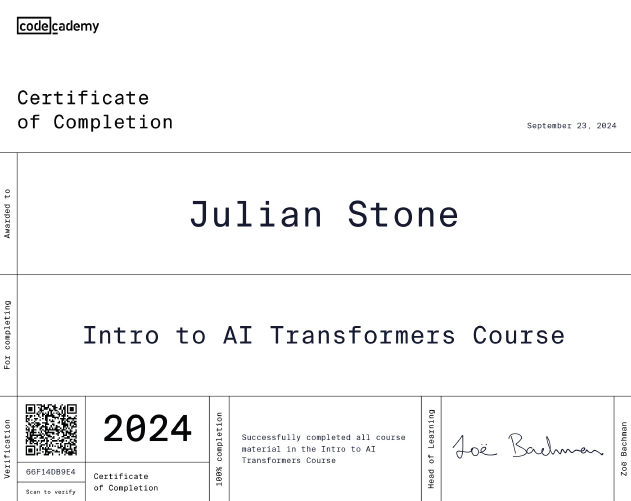 codecademy
Certificate
of Completion
September 23, 2024
Awarded to
Julian Stone
For completing
Intro to AI Transformers Course
Verification
66F14DB9E4
Scan to verify
2024
Certificate
of Completion
100% completion
Successfully completed all course
material in the Intro to AI
Transformers Course
Head of Learning
Zoë Bachman
Zoë Bachman